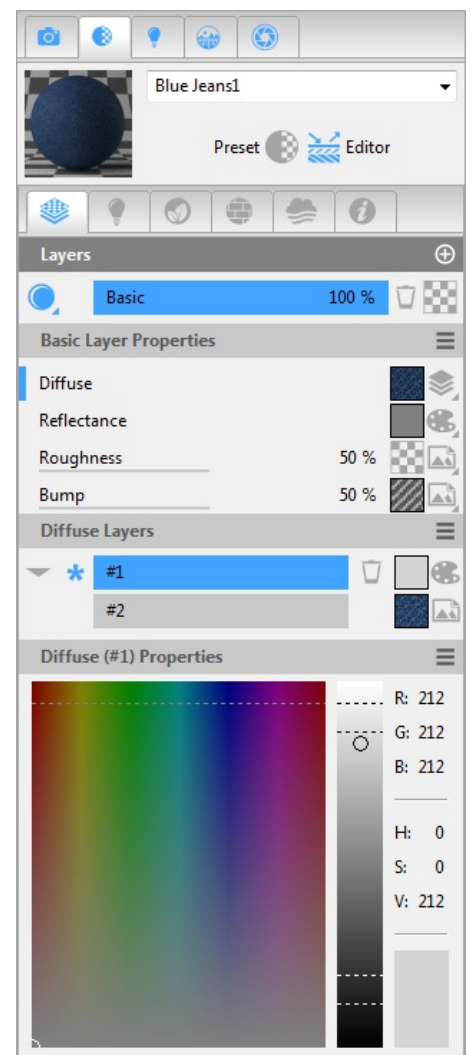 Blue Jeans1
Preset Editor
Layers
Basic 100 %
Basic Layer Properties
Diffuse
Reflectance
Roughness 50 %
Bump 50 %
Diffuse Layers
#1
#2
Diffuse (#1) Properties
R: 212
G: 212
B: 212
H: 0
S: 0
V: 212